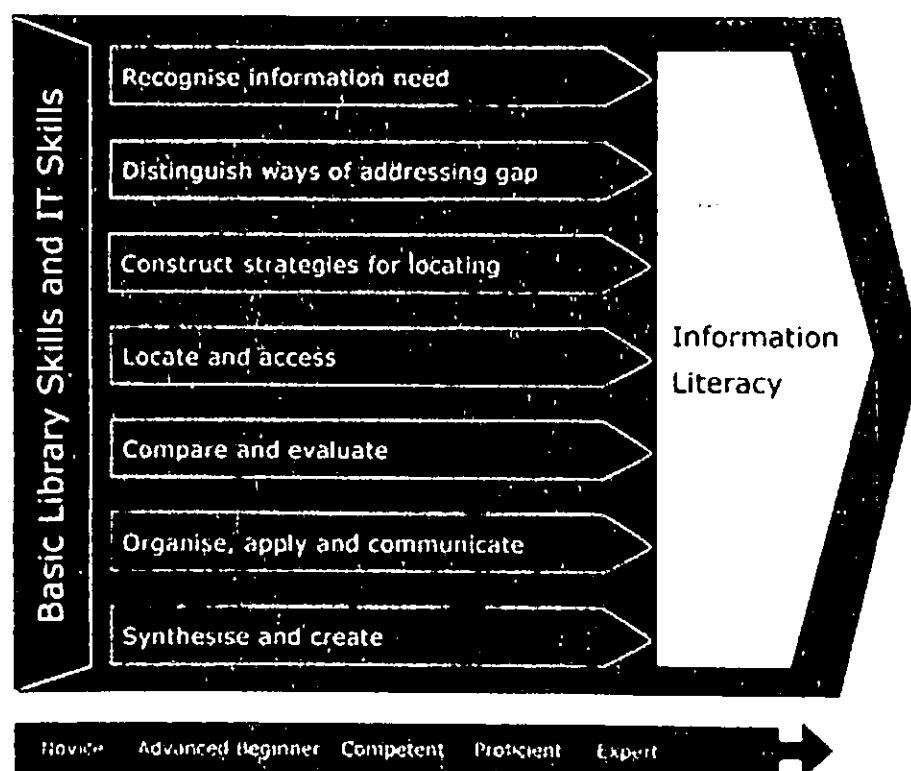 Basic Library Skills and IT Skills
Recognise information need
Distinguish ways of addressing gap
Construct strategies for locating
Locate and access
Compare and evaluate
Organise, apply and communicate
Synthesise and create
Information
Literacy
Novice Advanced Beginner Competent Proficient Expert